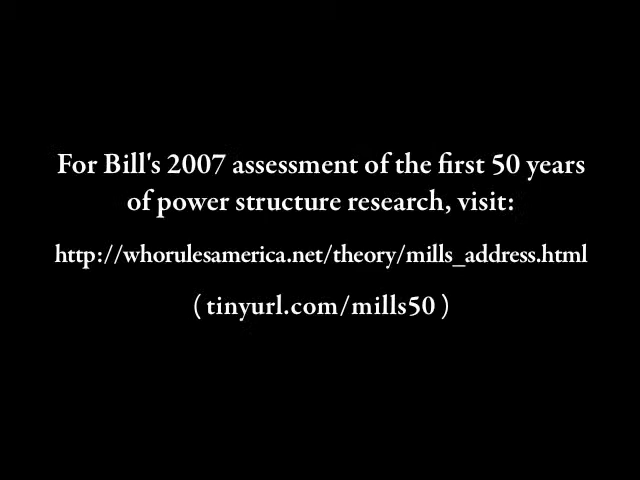 For Bill's 2007 assessment of the first 50 years
of power structure research, visit:
http://whorulesamerica.net/theory/mills_address.html
( tinyurl.com/mills50 )